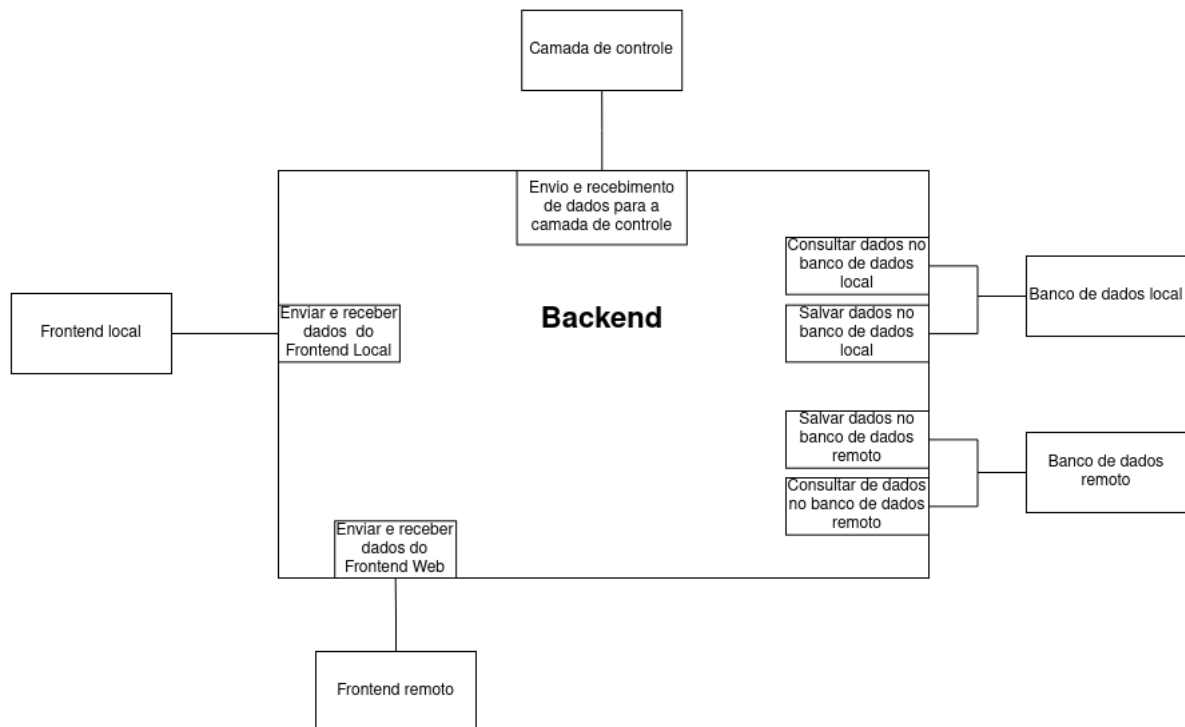 Camada de controle
Envio e recebimento
de dados para a
camada de controle
Consultar dados no
banco de dados
local
Banco de dados local
Frontend local
Enviar e receber
dados do
Frontend Local
Backend
Salvar dados no
banco de dados
local
Salvar dados no
banco de dados
remoto
Banco de dados
remoto
Consultar de dados
no banco de dados
remoto
Enviar e receber
dados do
Frontend Web
Frontend remoto